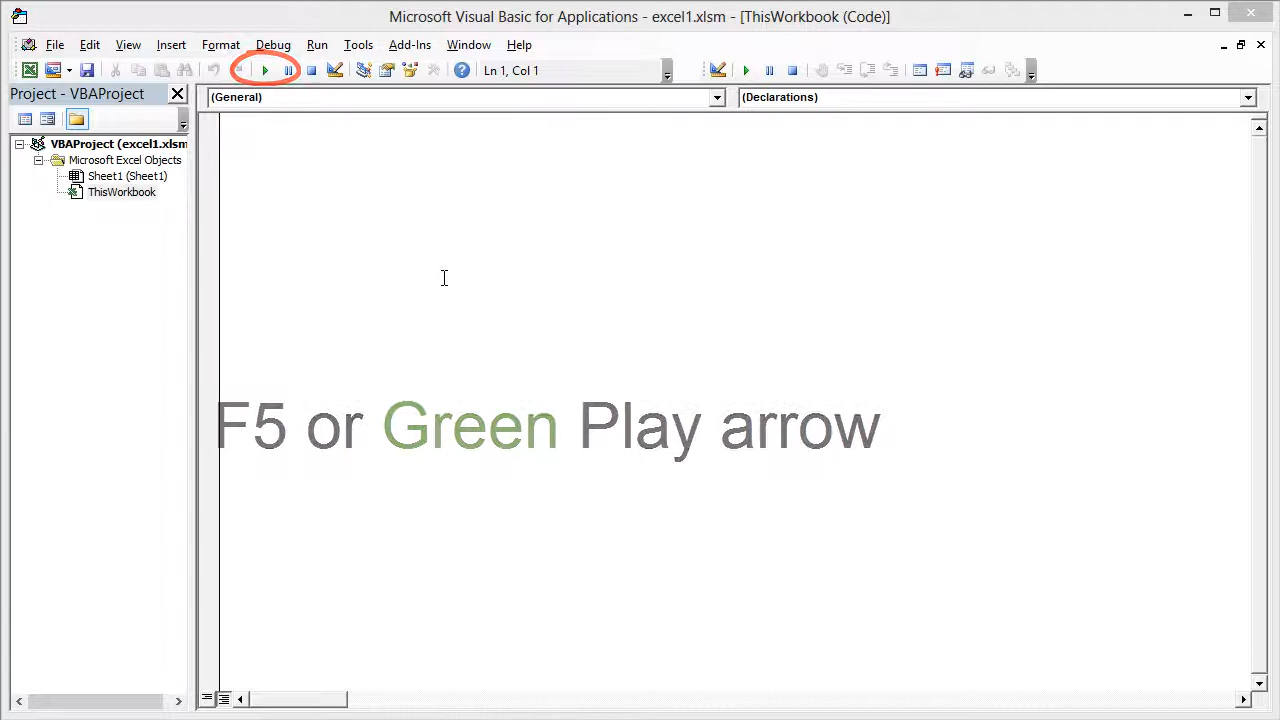 Microsoft Visual Basic for Applications - excel1.xlsm - [ThisWorkbook (Code)]
File Edit View Insert Format Debug Run Tools Add-Ins Window Help
Ln 1, Col 1
Project - VBAProject
(General) (Declarations)
VBAProject (excel1.xlsm
Microsoft Excel Objects
Sheet1 (Sheet1)
ThisWorkbook
F5 or Green Play arrow